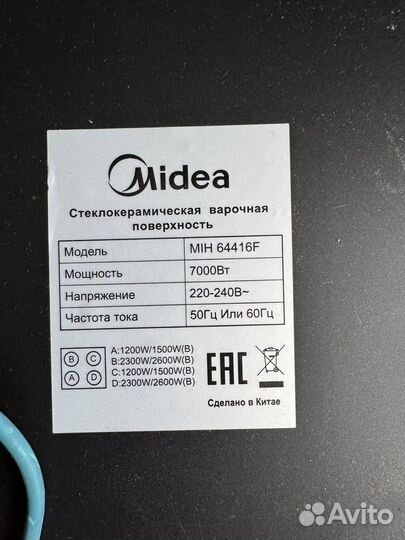 Midea
Стеклокерамическая варочная
поверхность
Модель MIH 64416F
Мощность 7000Вт
Напряжение 220-240В~
Частота тока 50Гц Или 60Гц
B C
A D
A:1200W/1500W(B)
B:2300W/2600W(B)
C:1200W/1500W(B)
D:2300W/2600W(B)
EAC
Сделано в Китае
Avito